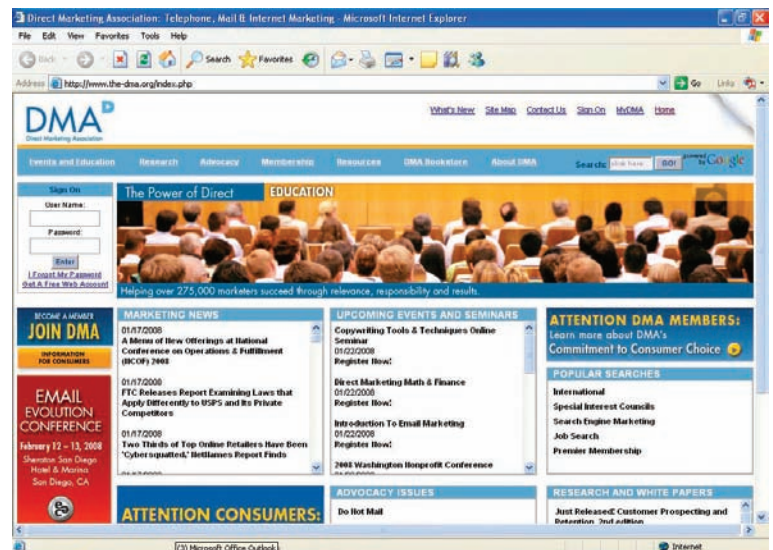 Direct Marketing Association: Telephone, Mail & Internet Marketing - Microsoft Internet Explorer
File Edit View Favorites Tools Help
Back Search Favorites
Address http://www.the-dma.org/index.php Go Links
DMA D
Direct Marketing Association
What's New Site Map Contact Us Sign On MyDMA Home
Events and Education Research Advocacy Membership Resources DMA Bookstore About DMA Search: click here GO! powered by Google
Sign On
User Name:
Password:
Enter
I Forgot My Password
Get A Free Web Account
The Power of Direct EDUCATION
Helping over 275,000 marketers succeed through relevance, responsibility and results.
BECOME A MEMBER
JOIN DMA
INFORMATION
FOR CONSUMERS
EMAIL
EVOLUTION
CONFERENCE
February 12 – 13, 2008
Sheraton San Diego
Hotel & Marina
San Diego, CA
MARKETING NEWS
01/17/2008
A Menu of New Offerings at National
Conference on Operations & Fulfillment
(NCOF) 2008
01/17/2008
FTC Releases Report Examining Laws that
Apply Differently to USPS and Its Private
Competitors
01/17/2008
Two Thirds of Top Online Retailers Have Been
'Cybersquatted,' NetNames Report Finds
01/17/2008
UPCOMING EVENTS AND SEMINARS
Copywriting Tools & Techniques Online
Seminar
01/22/2008
Register Now!
Direct Marketing Math & Finance
01/22/2008
Register Now!
Introduction To Email Marketing
01/22/2008
Register Now!
2008 Washington Nonprofit Conference
ATTENTION DMA MEMBERS:
Learn more about DMA's
Commitment to Consumer Choice
POPULAR SEARCHES
International
Special Interest Councils
Search Engine Marketing
Job Search
Premier Membership
ATTENTION CONSUMERS:
ADVOCACY ISSUES
Do Not Mail
RESEARCH AND WHITE PAPERS
Just Released: Customer Prospecting and
Retention, 2nd edition
(3) Microsoft Office Outlook
Internet